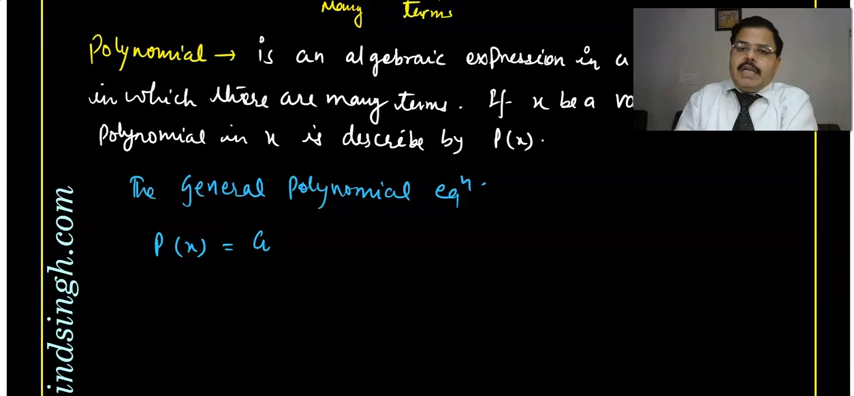 Many terms
Polynomial → is an algebraic expression in a
in which there are many terms. If x be a va
Polynomial in x is describe by P(x).
The General Polynomial eqn.
P(x) = a
indsingh.com